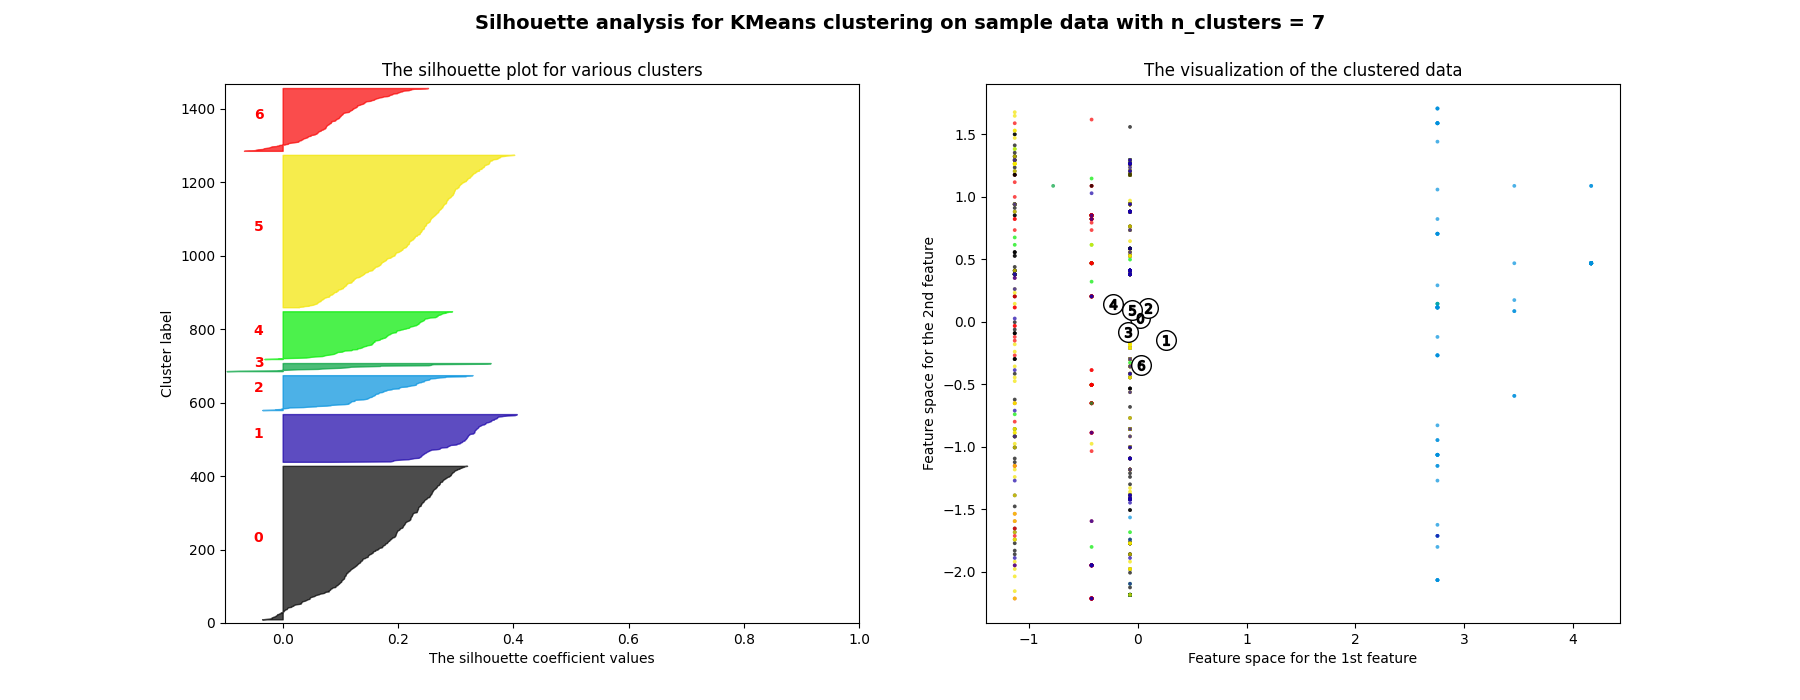 Silhouette analysis for KMeans clustering on sample data with n_clusters = 7
The silhouette plot for various clusters
Cluster label
1400
1200
1000
800
600
400
200
0
6
5
4
3
2
1
0
0.0 0.2 0.4 0.6 0.8 1.0
The silhouette coefficient values
The visualization of the clustered data
Feature space for the 2nd feature
1.5
1.0
0.5
0.0
−0.5
−1.0
−1.5
−2.0
4 5 2
0
3
1
6
−1 0 1 2 3 4
Feature space for the 1st feature